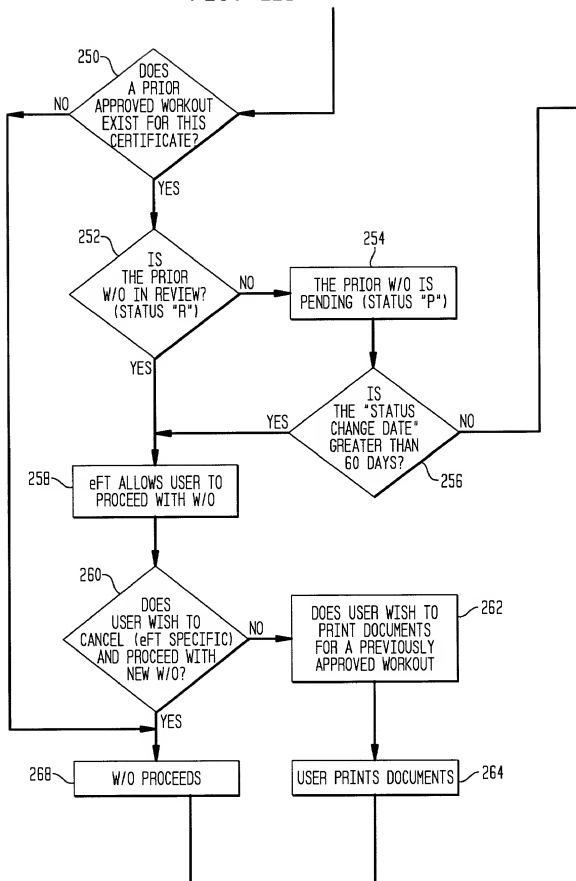 250
DOES
A PRIOR
APPROVED WORKOUT
EXIST FOR THIS
CERTIFICATE?
NO
YES
252
IS
THE PRIOR
W/O IN REVIEW?
(STATUS "R")
NO
YES
254
THE PRIOR W/O IS
PENDING (STATUS "P")
IS
THE "STATUS
CHANGE DATE"
GREATER THAN
60 DAYS?
YES
NO
256
258
eFT ALLOWS USER TO
PROCEED WITH W/O
260
DOES
USER WISH TO
CANCEL (eFT SPECIFIC)
AND PROCEED WITH
NEW W/O?
NO
YES
DOES USER WISH TO
PRINT DOCUMENTS
FOR A PREVIOUSLY
APPROVED WORKOUT
262
268
W/O PROCEEDS
USER PRINTS DOCUMENTS
264